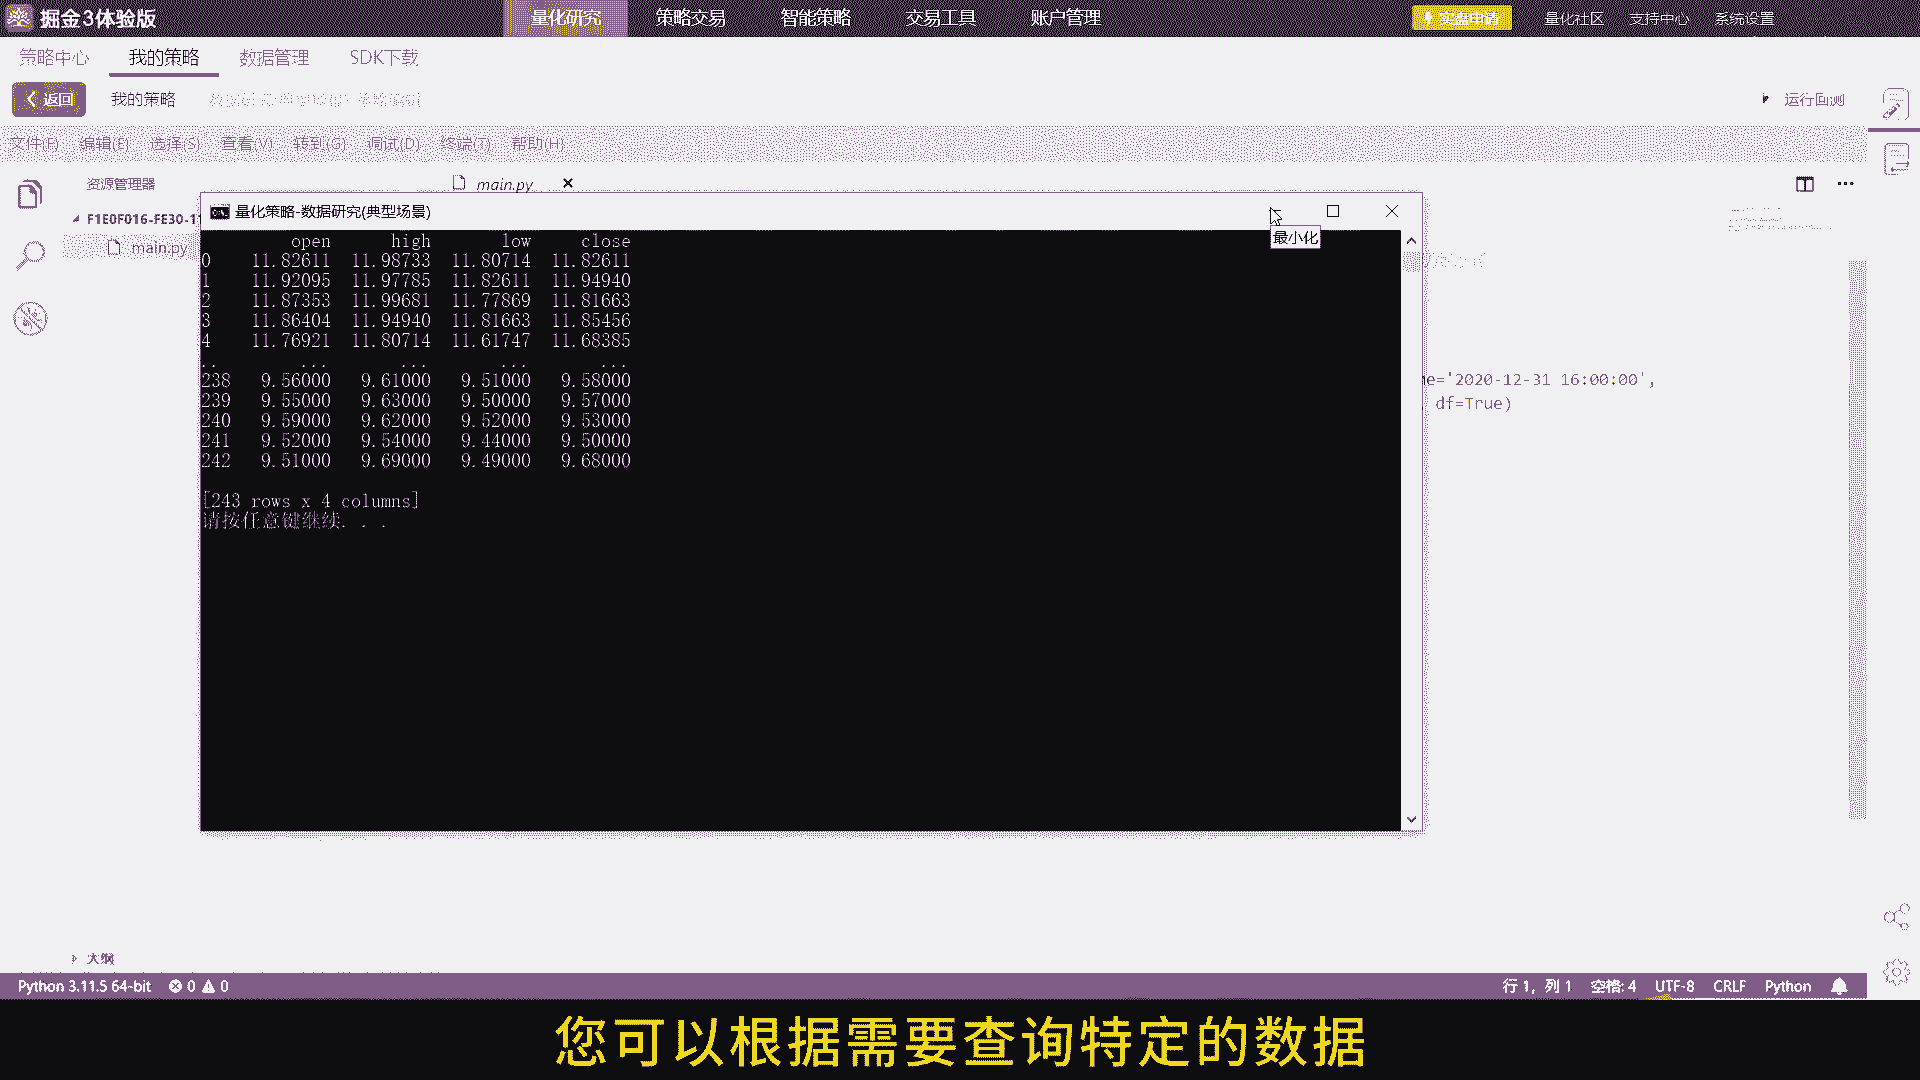 掘金3体验版 量化研究 策略交易 智能策略 交易工具 账户管理 实盘申请 量化社区 支持中心 系统设置
策略中心 我的策略 数据管理 SDK下载
返回 我的策略 运行回测
文件(F) 编辑(E) 选择(S) 查看(V) 转到(G) 调试(D) 终端(T) 帮助(H)
资源管理器 main.py
F1E0F016-FE30-11
main.py
量化策略-数据研究(典型场景)
最小化
open high low close
0 11.82611 11.98733 11.80714 11.82611
1 11.92095 11.97785 11.82611 11.94940
2 11.87353 11.99681 11.77869 11.81663
3 11.86404 11.94940 11.81663 11.85456
4 11.76921 11.80714 11.61747 11.68385
.. ... ... ... ...
238 9.56000 9.61000 9.51000 9.58000
239 9.55000 9.63000 9.50000 9.57000
240 9.59000 9.62000 9.52000 9.53000
241 9.52000 9.54000 9.44000 9.50000
242 9.51000 9.69000 9.49000 9.68000
[243 rows x 4 columns]
请按任意键继续. . .
e='2020-12-31 16:00:00',
df=True)
大纲
Python 3.11.5 64-bit 0 0 行 1，列 1 空格: 4 UTF-8 CRLF Python
您可以根据需要查询特定的数据